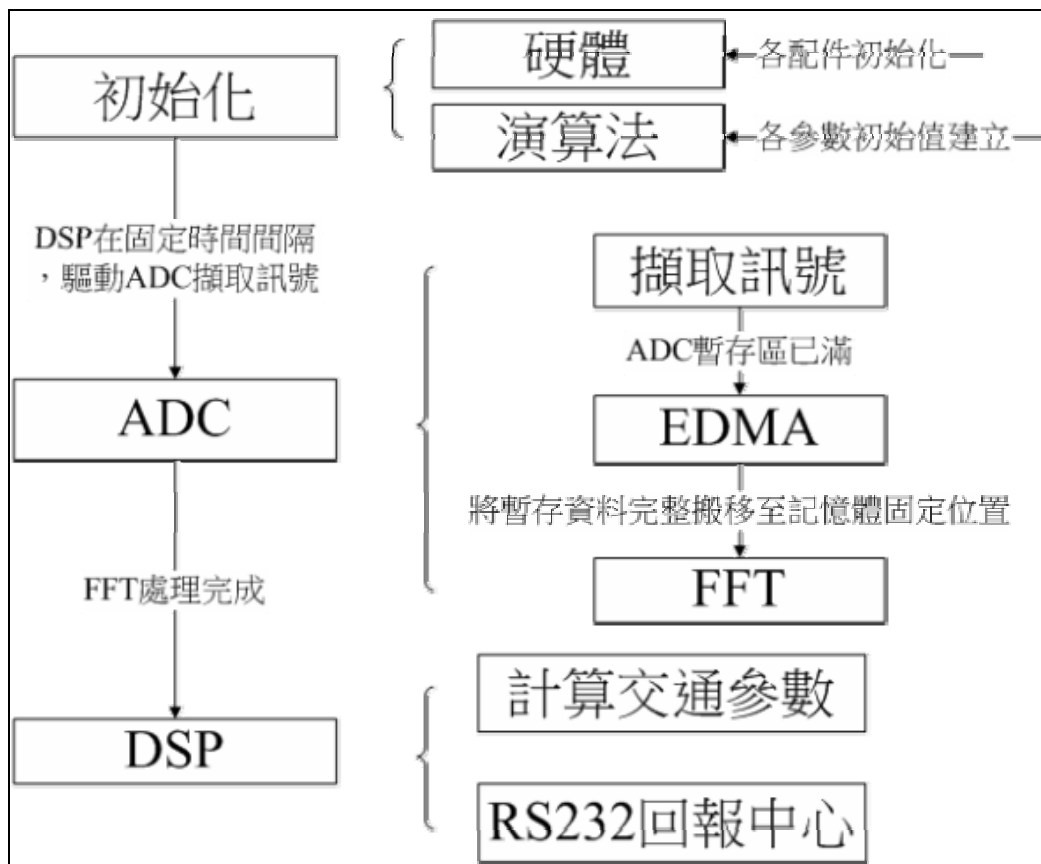 初始化
硬體
各配件初始化
演算法
各參數初始值建立
DSP在固定時間間隔
，驅動ADC擷取訊號
擷取訊號
ADC暫存區已滿
ADC
EDMA
將暫存資料完整搬移至記憶體固定位置
FFT處理完成
FFT
計算交通參數
DSP
RS232回報中心